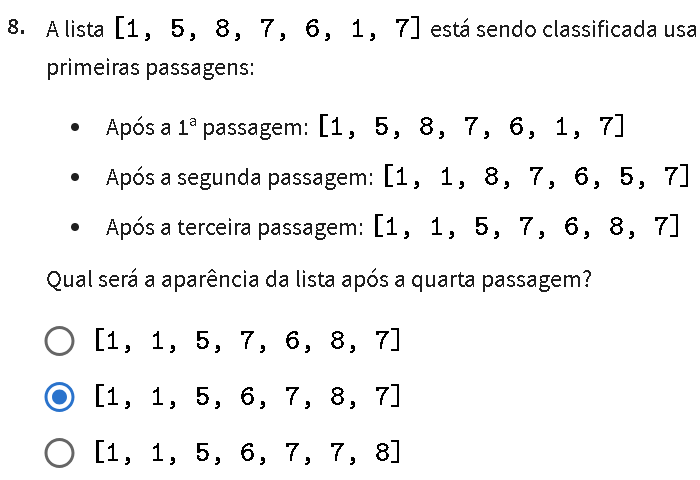 8. A lista [1, 5, 8, 7, 6, 1, 7] está sendo classificada usa
primeiras passagens:
• Após a 1ª passagem: [1, 5, 8, 7, 6, 1, 7]
• Após a segunda passagem: [1, 1, 8, 7, 6, 5, 7]
• Após a terceira passagem: [1, 1, 5, 7, 6, 8, 7]
Qual será a aparência da lista após a quarta passagem?
[1, 1, 5, 7, 6, 8, 7]
[1, 1, 5, 6, 7, 8, 7]
[1, 1, 5, 6, 7, 7, 8]